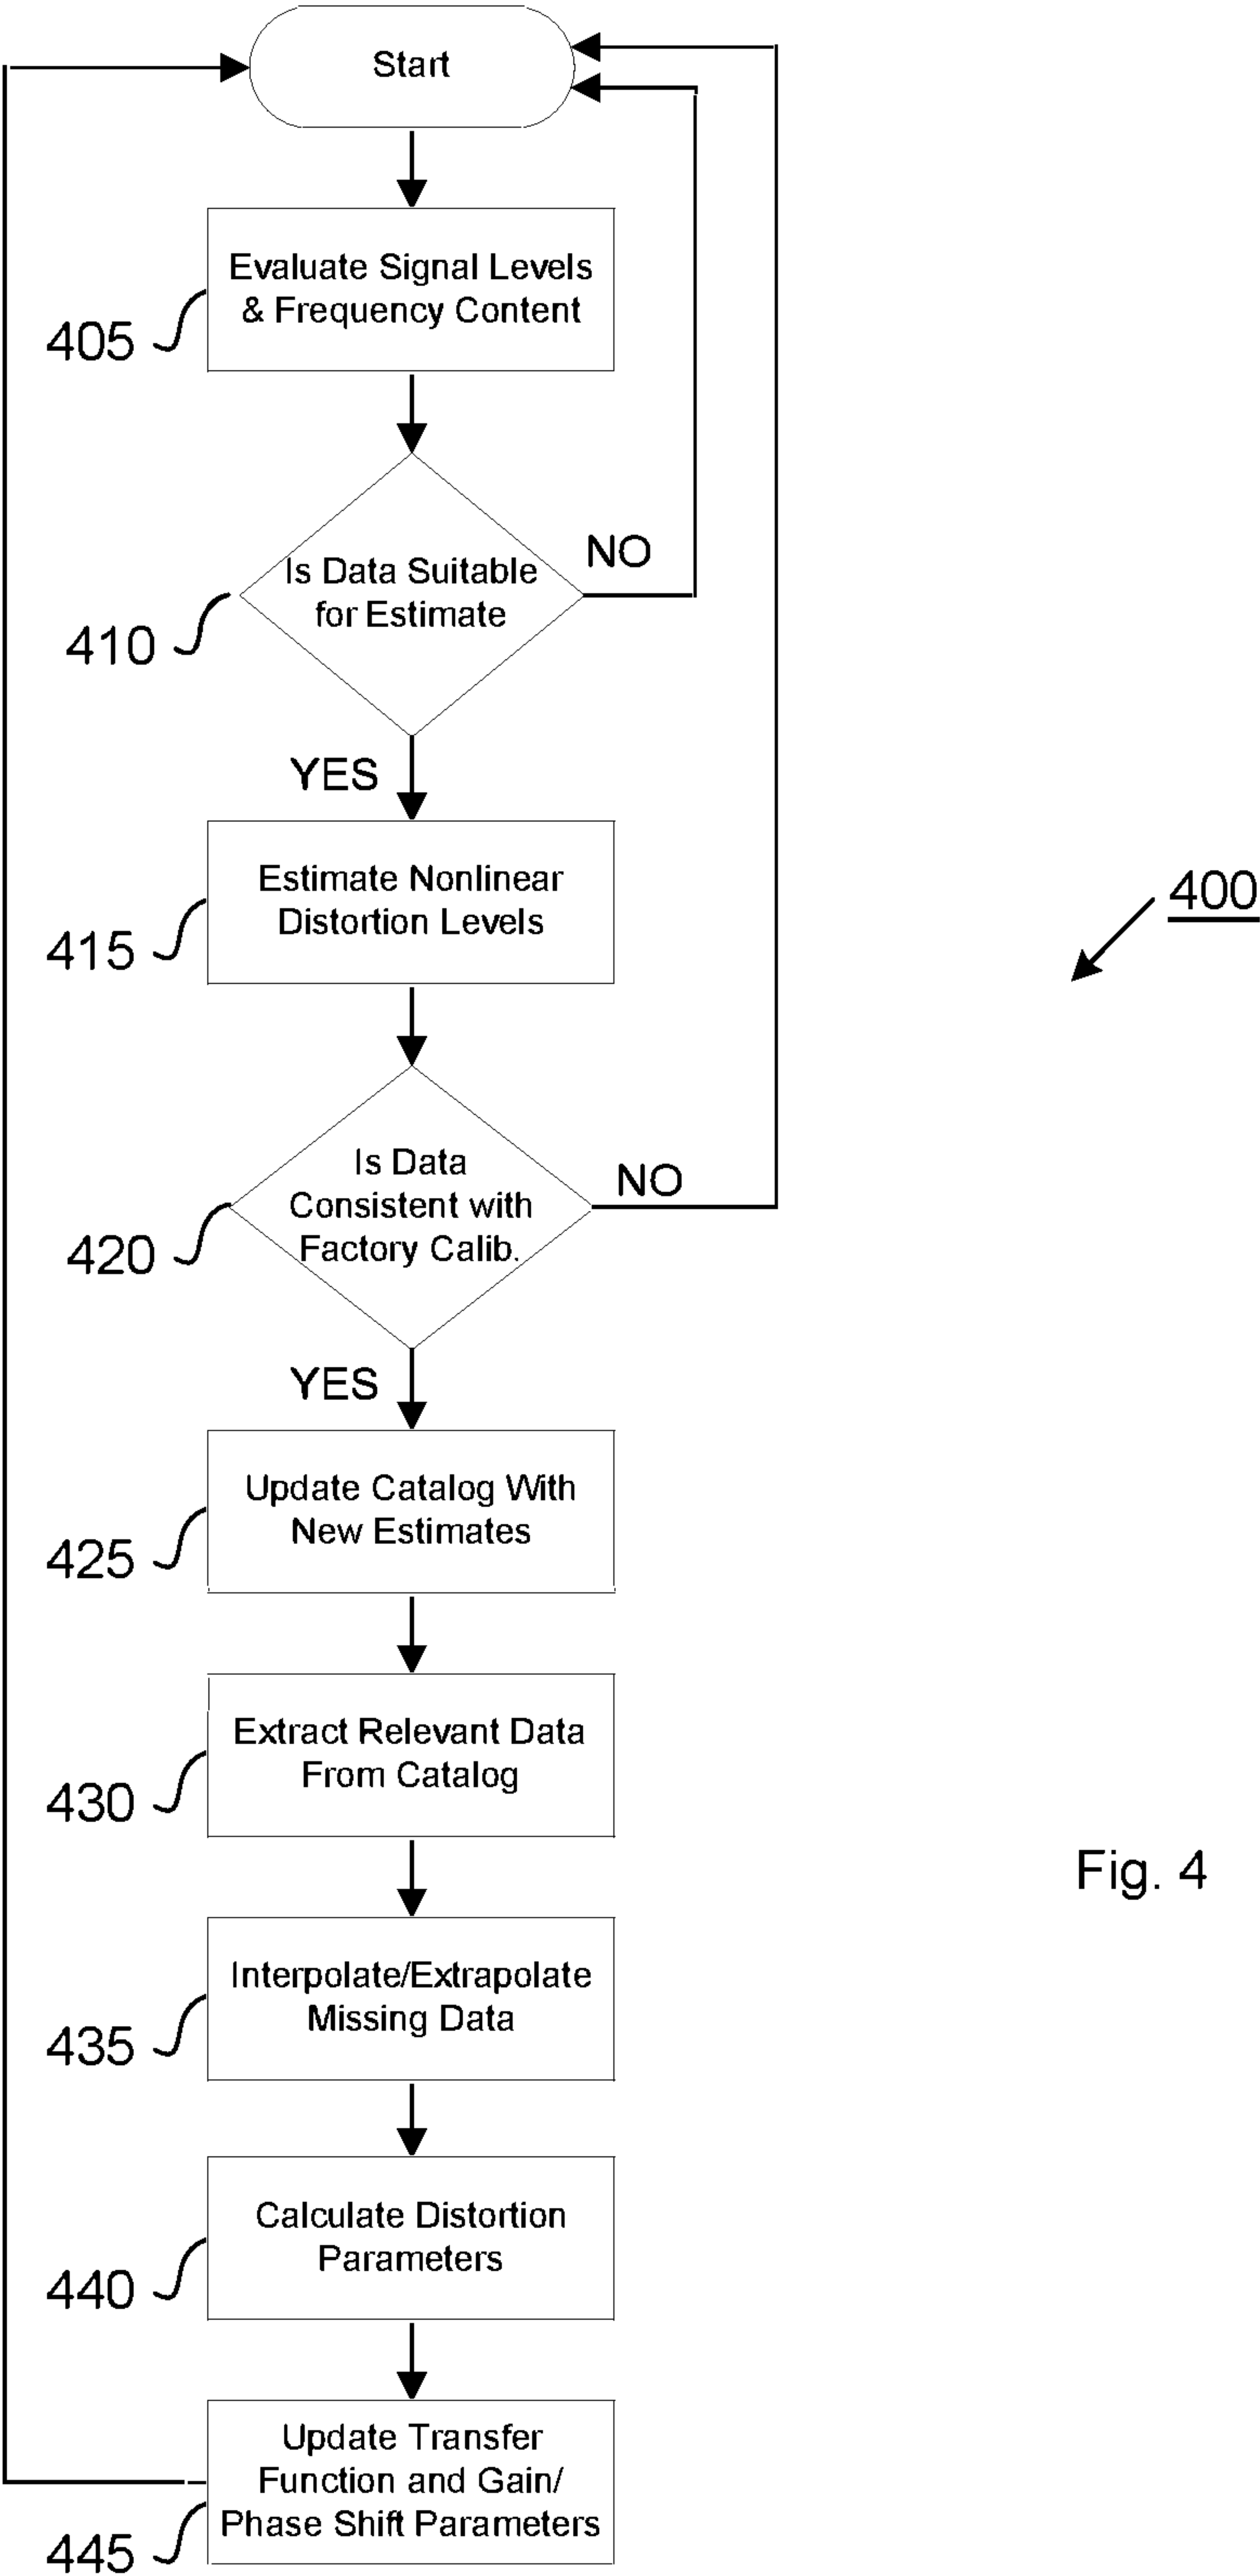 Start
Evaluate Signal Levels
& Frequency Content
405
Is Data Suitable
for Estimate
NO
410
YES
Estimate Nonlinear
Distortion Levels
415
400
Is Data
Consistent with
Factory Calib.
NO
420
YES
Update Catalog With
New Estimates
425
Extract Relevant Data
From Catalog
430
Fig. 4
Interpolate/Extrapolate
Missing Data
435
Calculate Distortion
Parameters
440
Update Transfer
Function and Gain/
Phase Shift Parameters
445